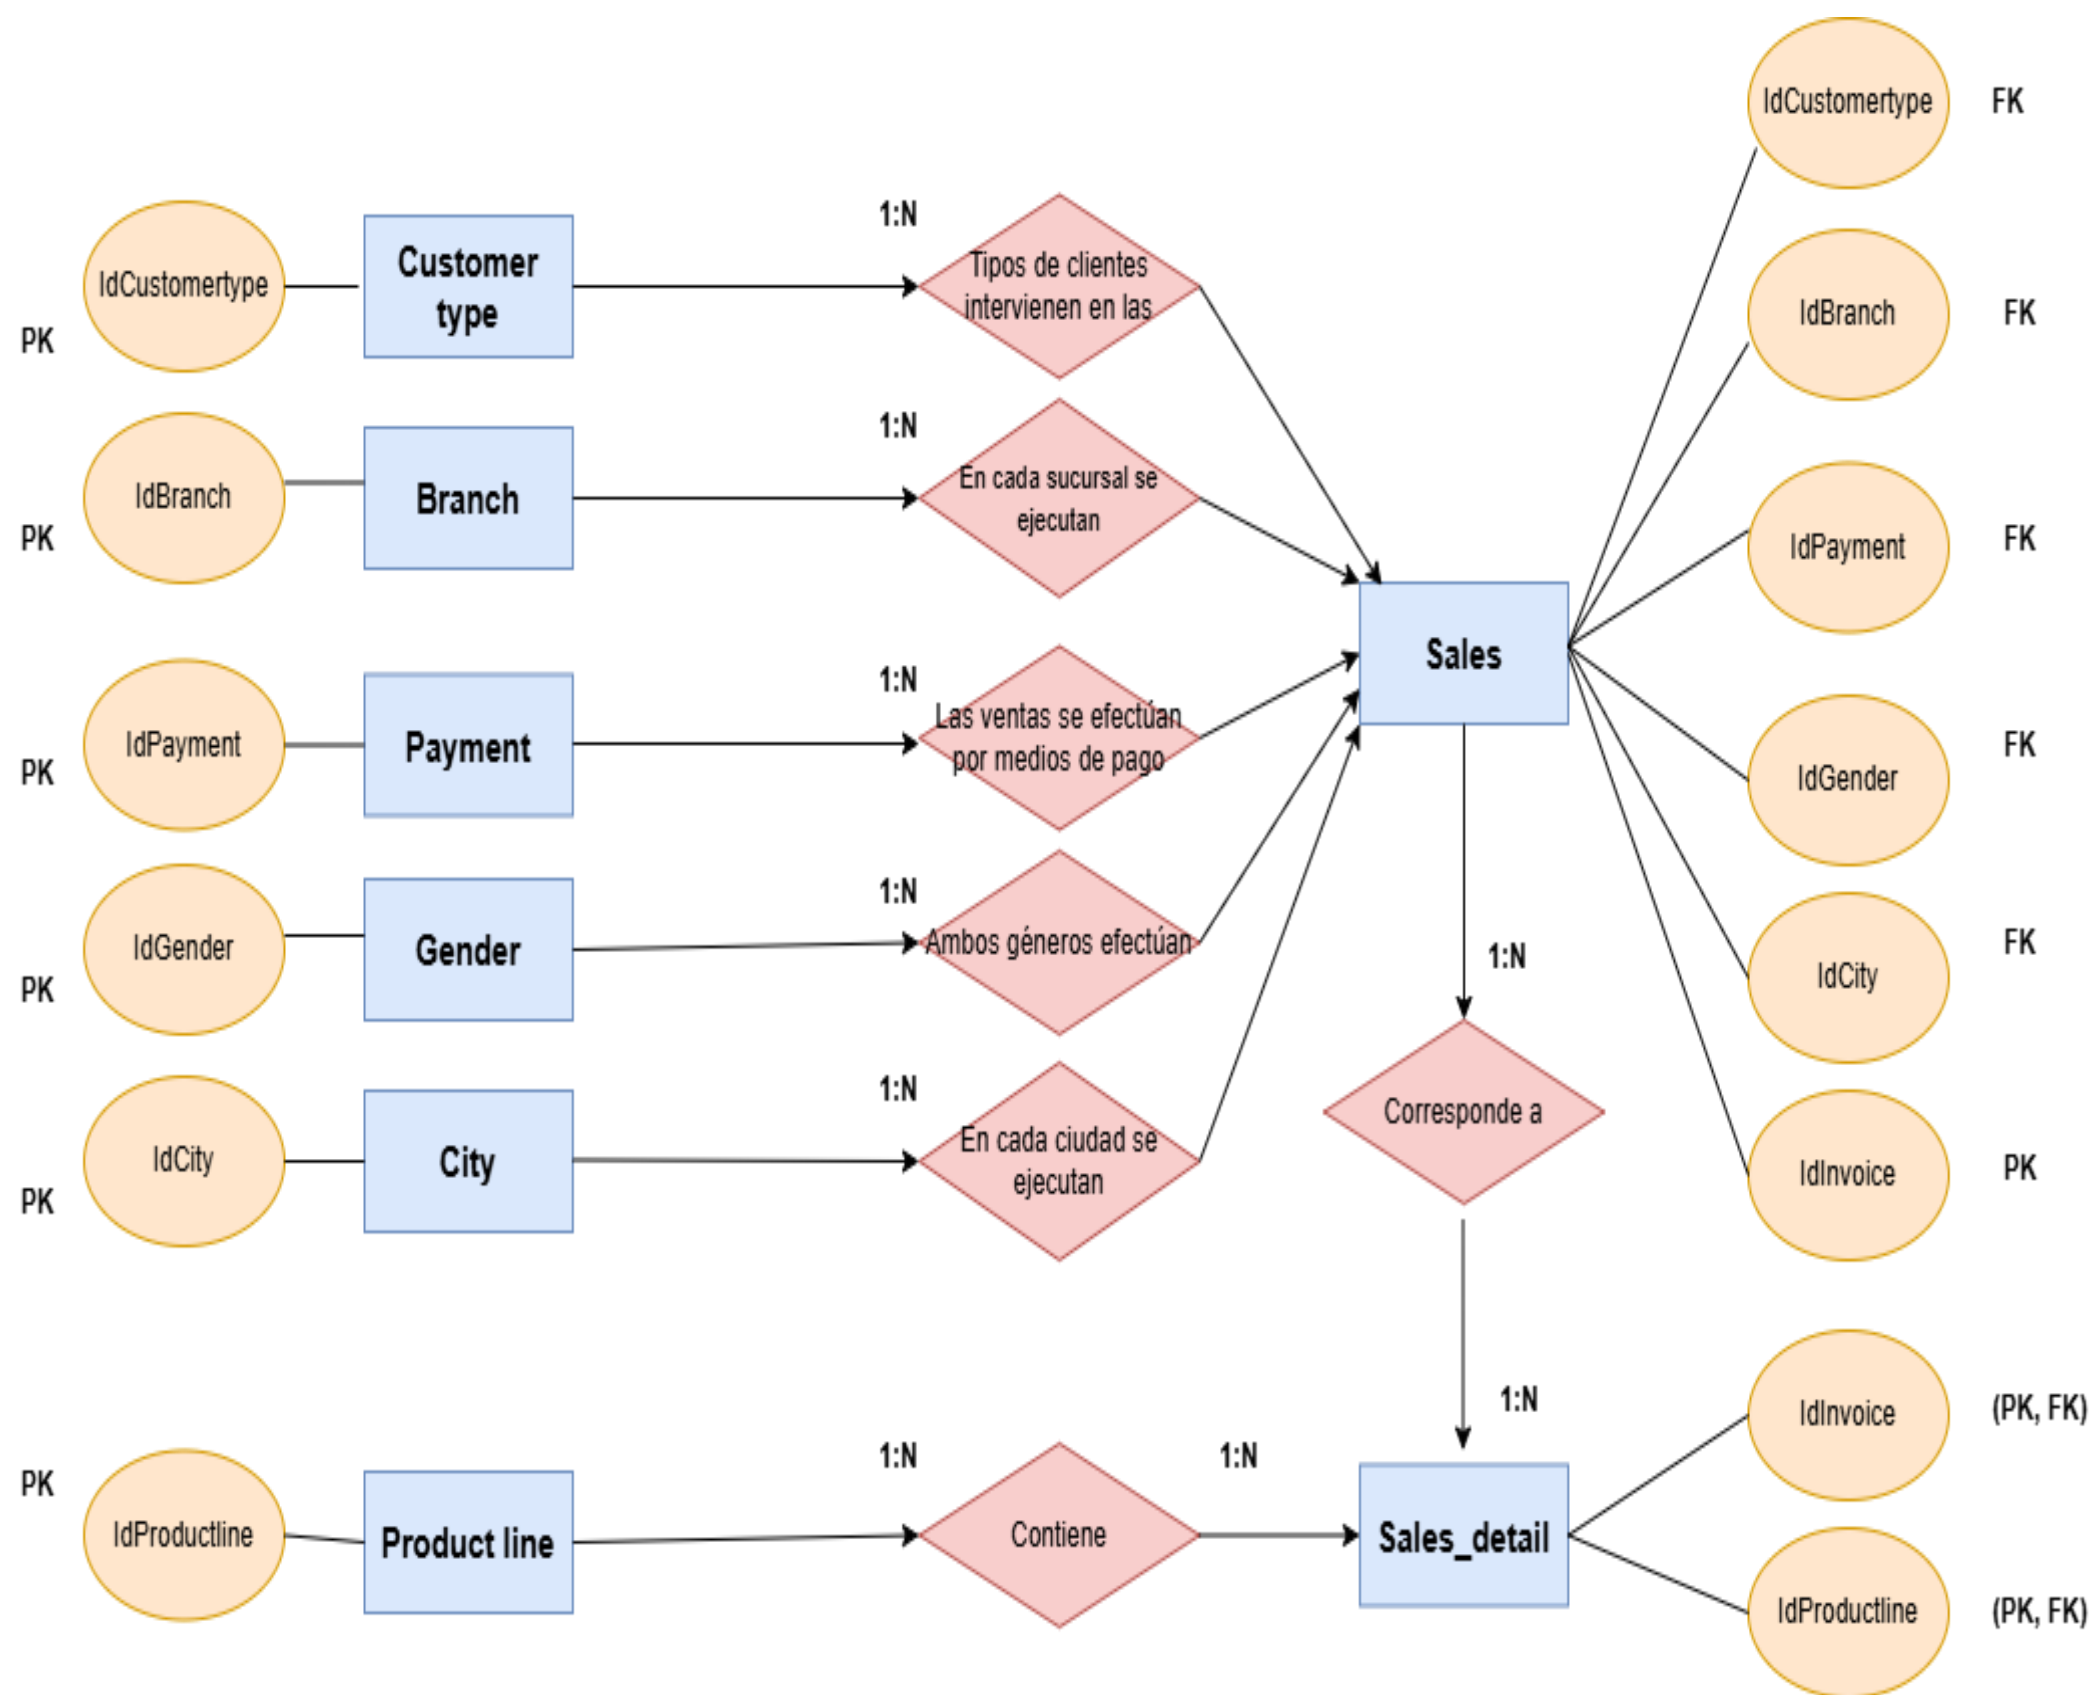 IdCustomertype
FK
IdBranch
FK
IdPayment
FK
IdGender
FK
IdCity
FK
IdInvoice
PK
IdCustomertype
PK
Customer
type
1:N
Tipos de clientes
intervienen en las
IdBranch
PK
Branch
1:N
En cada sucursal se
ejecutan
Sales
IdPayment
PK
Payment
1:N
Las ventas se efectúan
por medios de pago
IdGender
PK
Gender
1:N
Ambos géneros efectúan
IdCity
PK
City
1:N
En cada ciudad se
ejecutan
1:N
Corresponde a
1:N
PK
IdProductline
Product line
1:N
Contiene
1:N
Sales_detail
IdInvoice
(PK, FK)
IdProductline
(PK, FK)